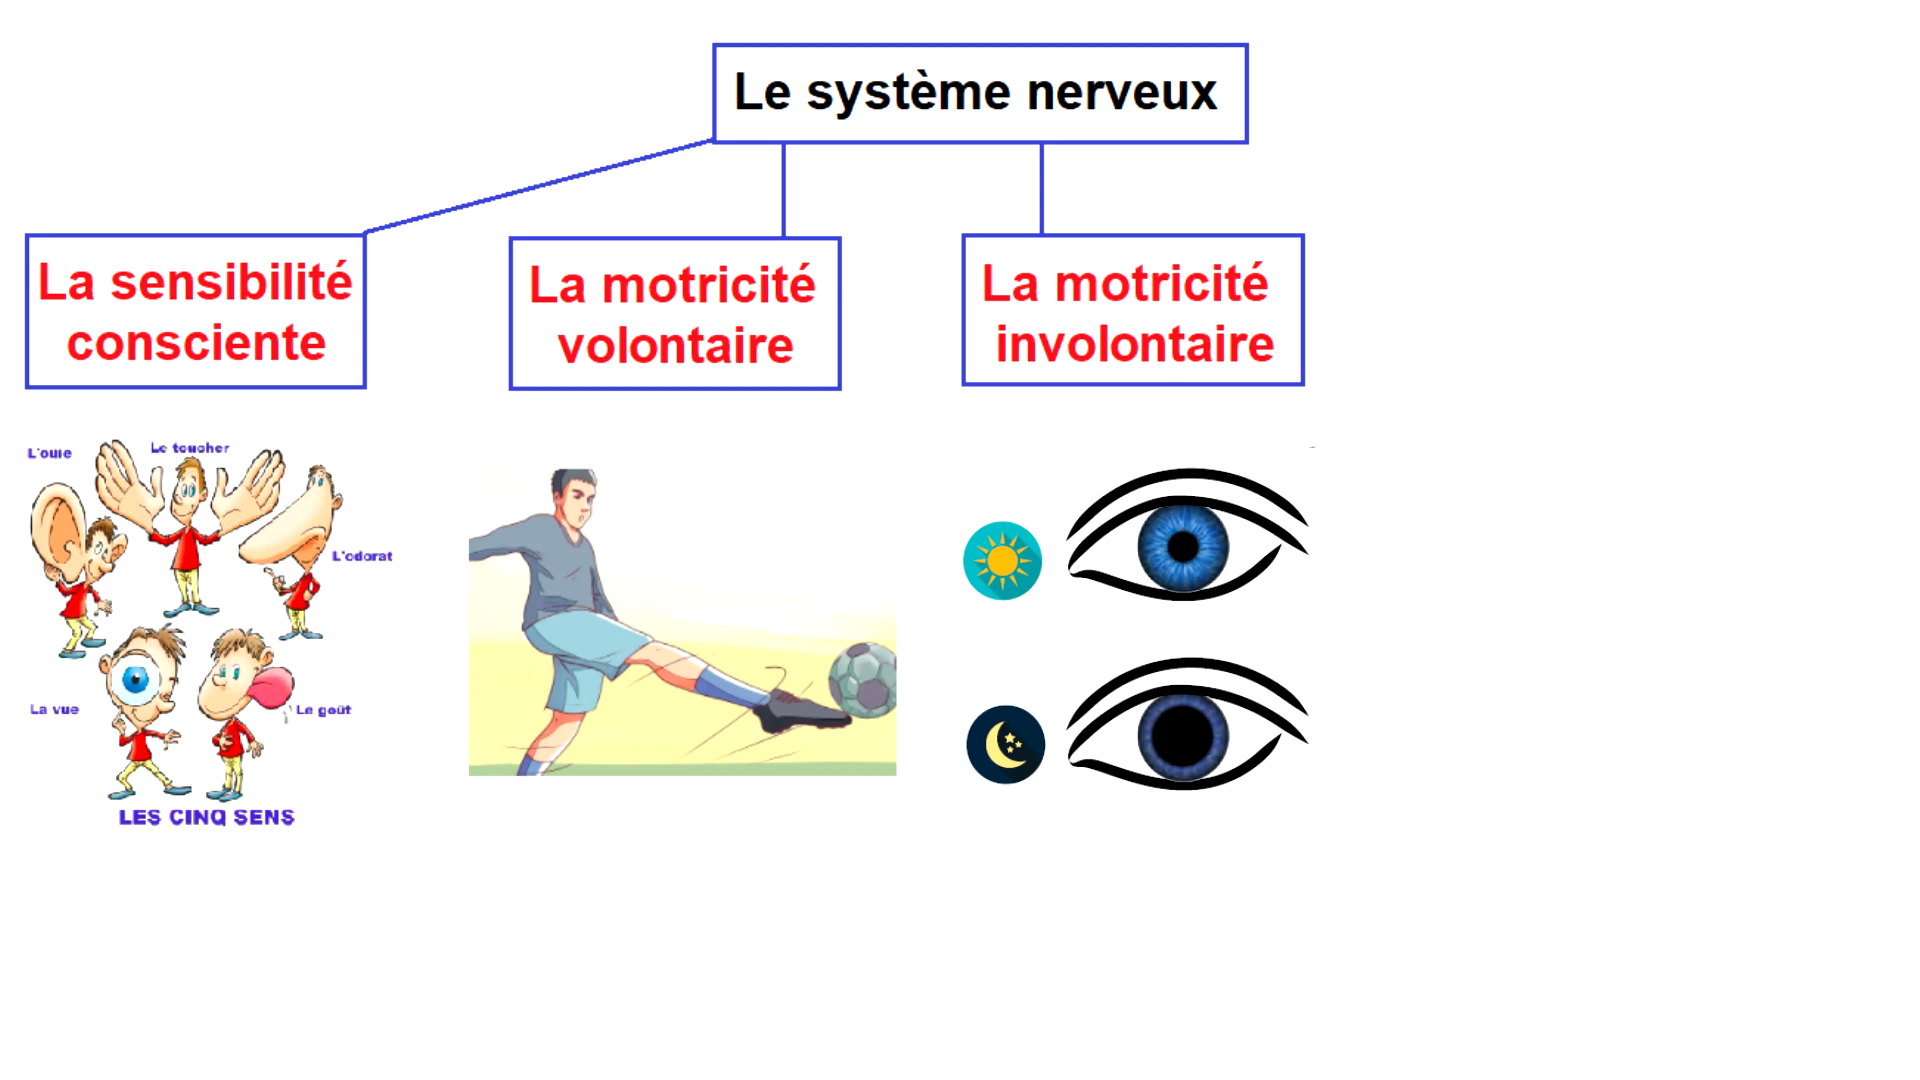 Le système nerveux
La sensibilité
consciente
La motricité
volontaire
La motricité
involontaire
L'ouie
Le toucher
L'odorat
La vue
Le goût
LES CINQ SENS